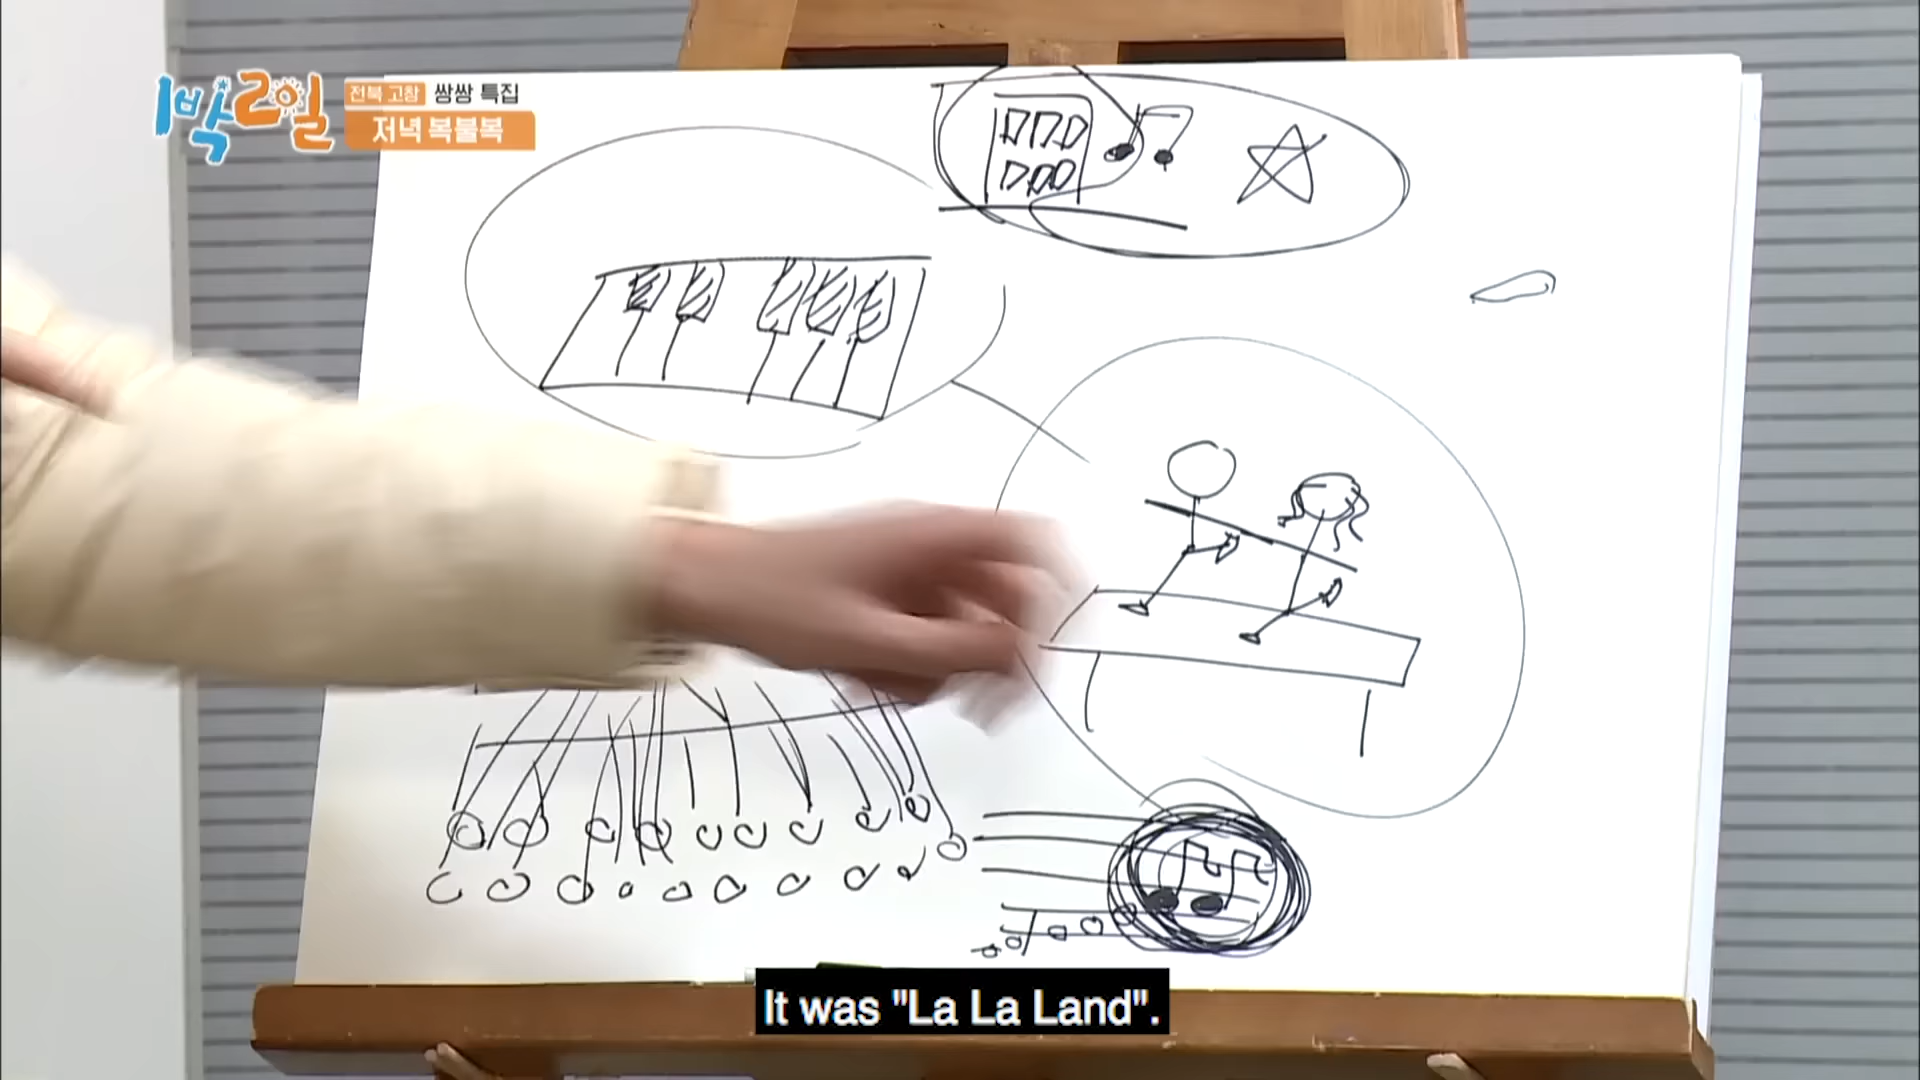 1박2일
전북 고창 쌍쌍 특집
저녁 복불복
It was "La La Land".